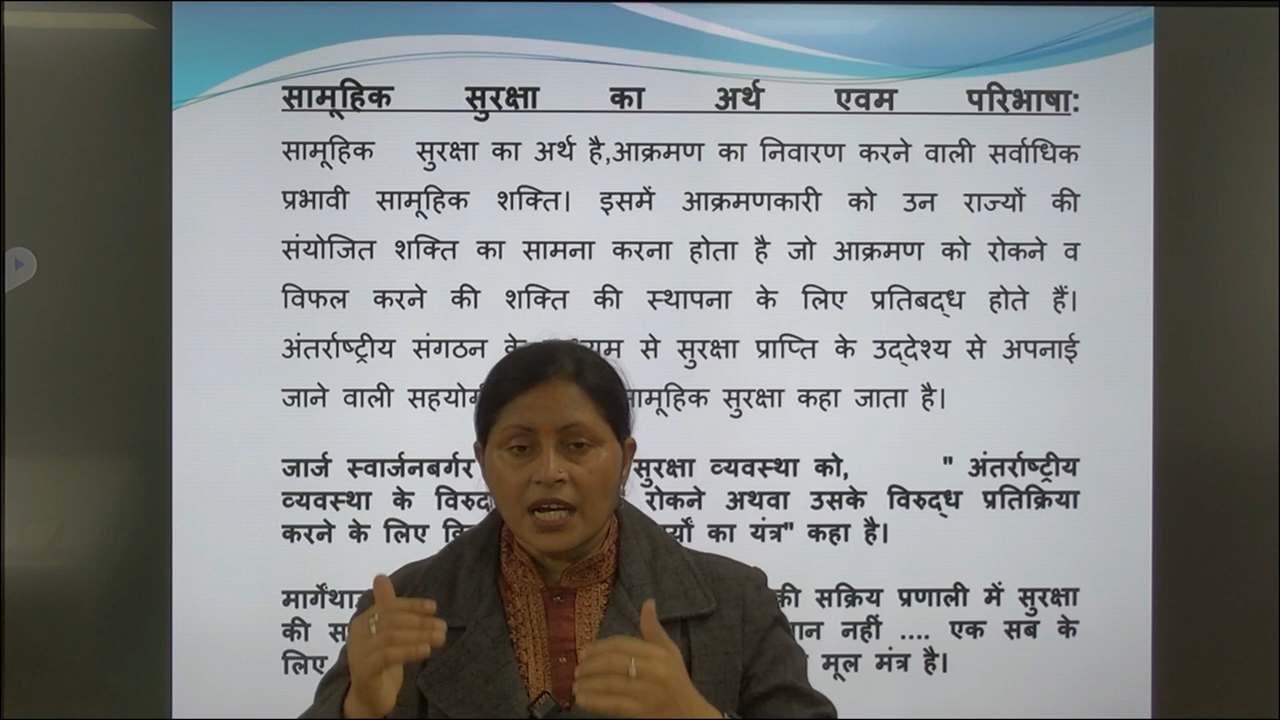 सामूहिक सुरक्षा का अर्थ एवम परिभाषा:
सामूहिक सुरक्षा का अर्थ है,आक्रमण का निवारण करने वाली सर्वाधिक
प्रभावी सामूहिक शक्ति। इसमें आक्रमणकारी को उन राज्यों की
संयोजित शक्ति का सामना करना होता है जो आक्रमण को रोकने व
विफल करने की शक्ति की स्थापना के लिए प्रतिबद्ध होते हैं।
अंतर्राष्ट्रीय संगठन से सुरक्षा प्राप्ति के उद्देश्य से अपनाई
जाने वाली सुरक्षा कहा जाता है।
जार्ज स्वार्जनबर्गर सुरक्षा व्यवस्था को, " अंतर्राष्ट्रीय
व्यवस्था के रोकने अथवा उसके विरुद्ध प्रतिक्रिया
करने के लिए का यंत्र" कहा है।
की सक्रिय प्रणाली में सुरक्षा
की नहीं .... एक सब के
लिए मूल मंत्र है।